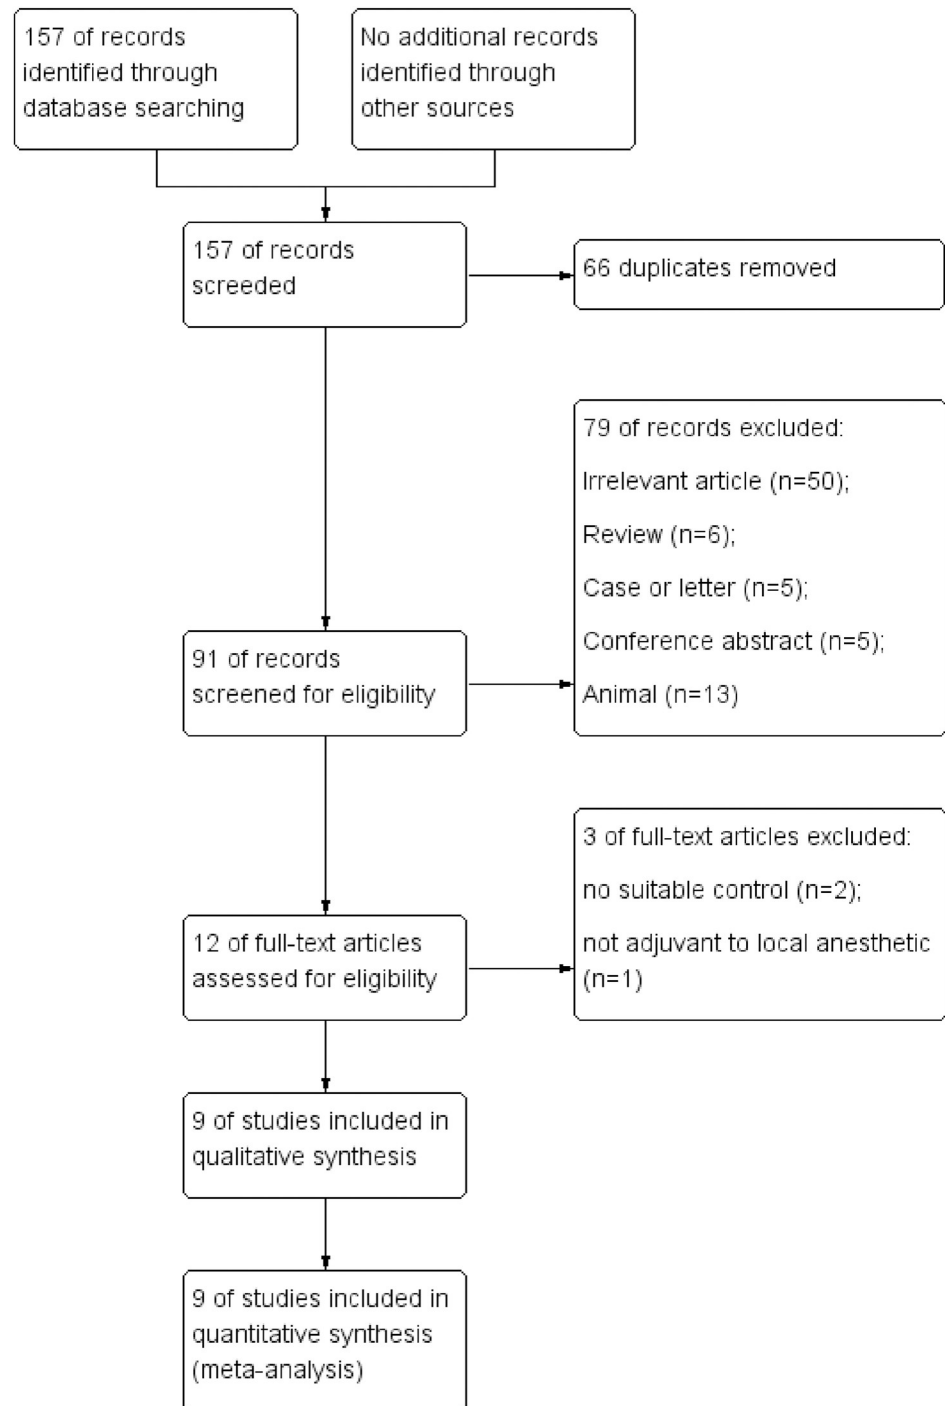 157 of records
identified through
database searching
No additional records
identified through
other sources
157 of records
screeded
66 duplicates removed
79 of records excluded:
Irrelevant article (n=50);
Review (n=6);
Case or letter (n=5);
Conference abstract (n=5);
Animal (n=13)
91 of records
screened for eligibility
3 of full-text articles excluded:
no suitable control (n=2);
not adjuvant to local anesthetic
(n=1)
12 of full-text articles
assessed for eligibility
9 of studies included in
qualitative synthesis
9 of studies included in
quantitative synthesis
(meta-analysis)